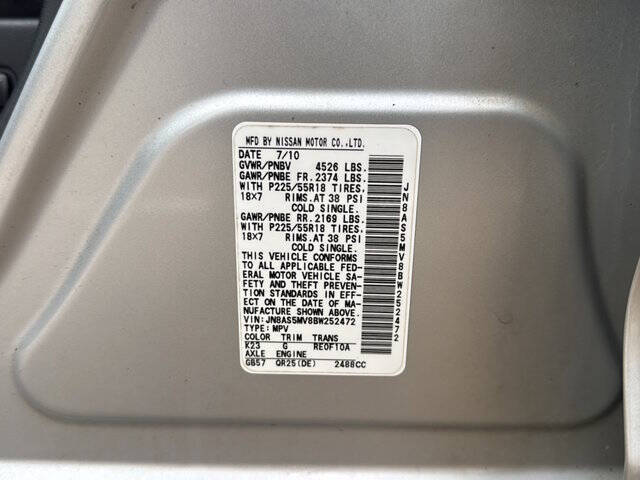 MFD BY NISSAN MOTOR CO.,LTD.
DATE 7/10
GVWR/PNBV 4526 LBS.
GAWR/PNBE FR.2374 LBS.
WITH P225/55R18 TIRES.
18X7 RIMS.AT 38 PSI
COLD SINGLE.
GAWR/PNBE RR.2169 LBS.
WITH P225/55R18 TIRES.
18X7 RIMS.AT 38 PSI
COLD SINGLE.
THIS VEHICLE CONFORMS
TO ALL APPLICABLE FED-
ERAL MOTOR VEHICLE SA-
FETY AND THEFT PREVEN-
TION STANDARDS IN EFF-
ECT ON THE DATE OF MA-
NUFACTURE SHOWN ABOVE.
VIN:JN8AS5MV8BW252472
TYPE:MPV
COLOR TRIM TRANS
K23 G RE0F10A
AXLE ENGINE
GB57 QR25(DE) 2488CC
JN8AS5MV8BW252472